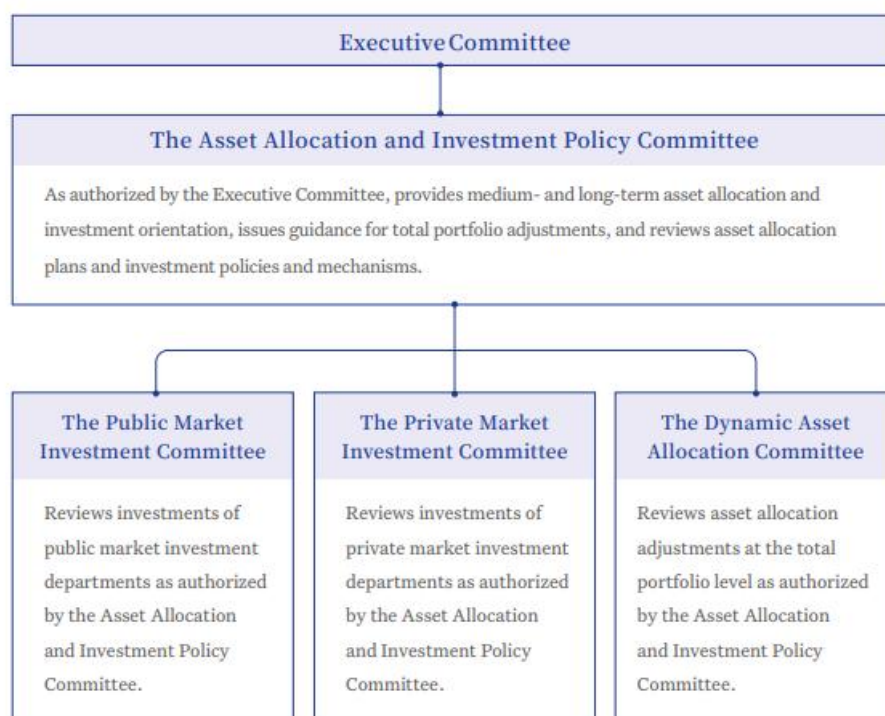 Executive Committee
The Asset Allocation and Investment Policy Committee
As authorized by the Executive Committee, provides medium- and long-term asset allocation and
investment orientation, issues guidance for total portfolio adjustments, and reviews asset allocation
plans and investment policies and mechanisms.
The Public Market
Investment Committee
Reviews investments of
public market investment
departments as authorized
by the Asset Allocation
and Investment Policy
Committee.
The Private Market
Investment Committee
Reviews investments of
private market investment
departments as authorized
by the Asset Allocation
and Investment Policy
Committee.
The Dynamic Asset
Allocation Committee
Reviews asset allocation
adjustments at the total
portfolio level as authorized
by the Asset Allocation
and Investment Policy
Committee.